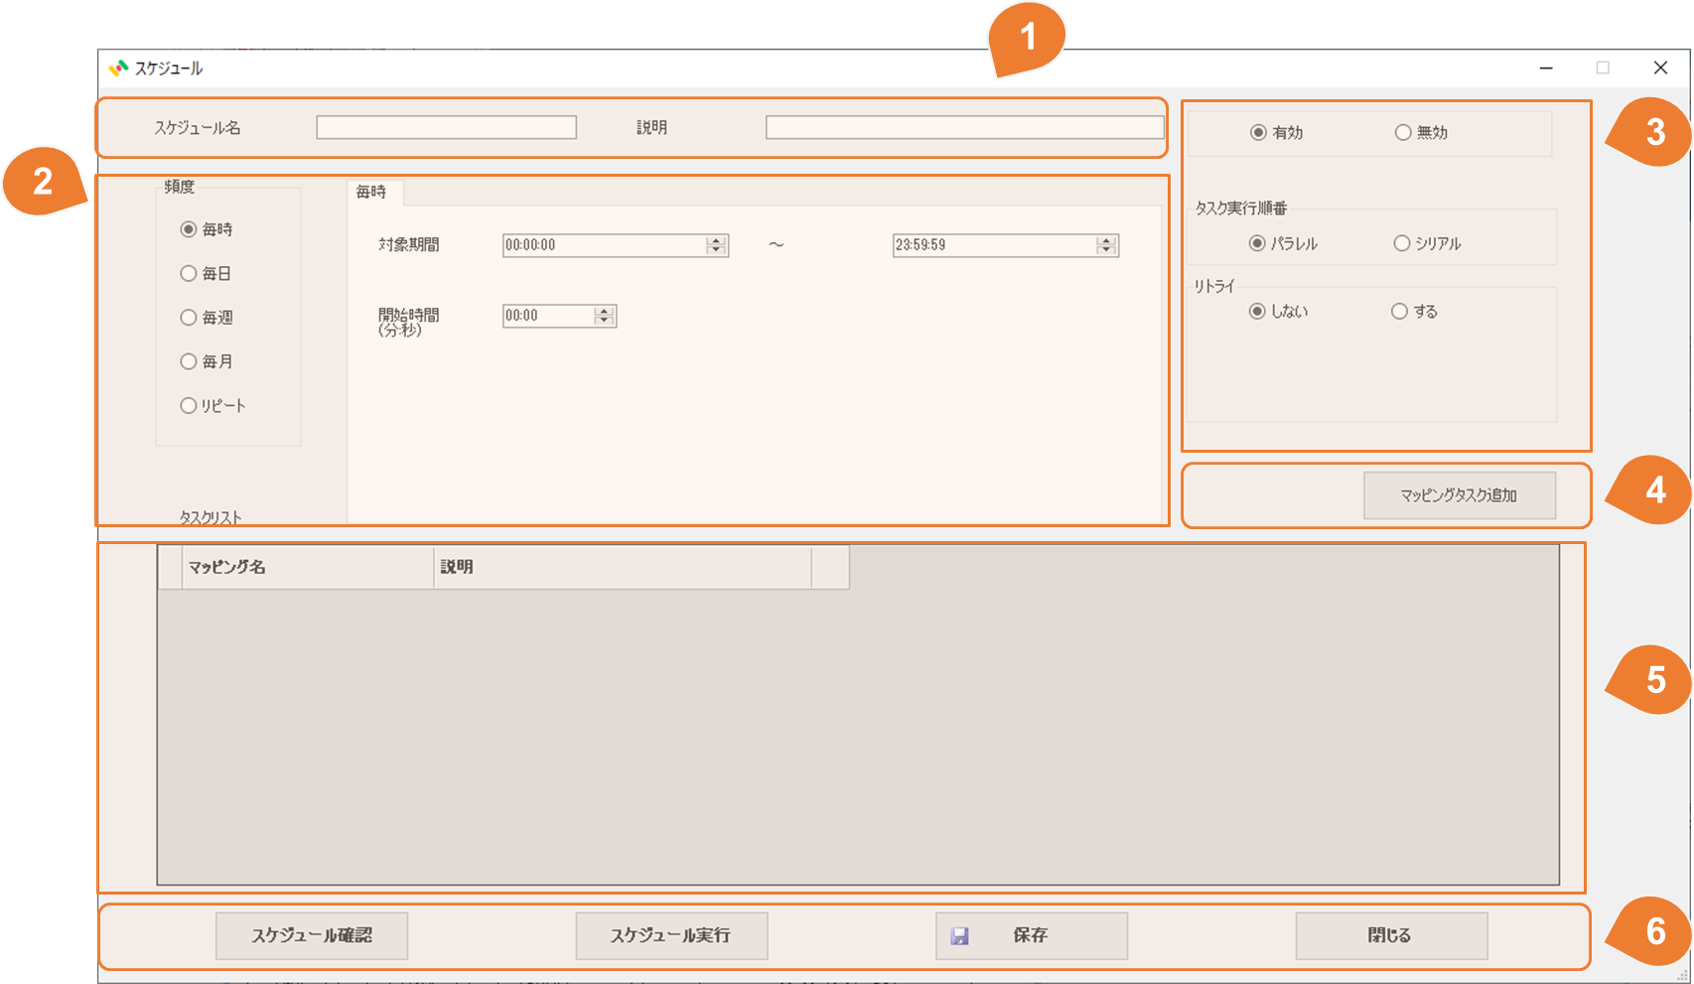 1
スケジュール
スケジュール名
説明
3
有効
無効
2
頻度
毎時
毎日
毎週
毎月
リピート
毎時
対象期間
00:00:00
～
23:59:59
開始時間
(分:秒)
00:00
タスク実行順番
パラレル
シリアル
リトライ
しない
する
4
マッピングタスク追加
タスクリスト
マッピング名
説明
5
スケジュール確認
スケジュール実行
保存
閉じる
6